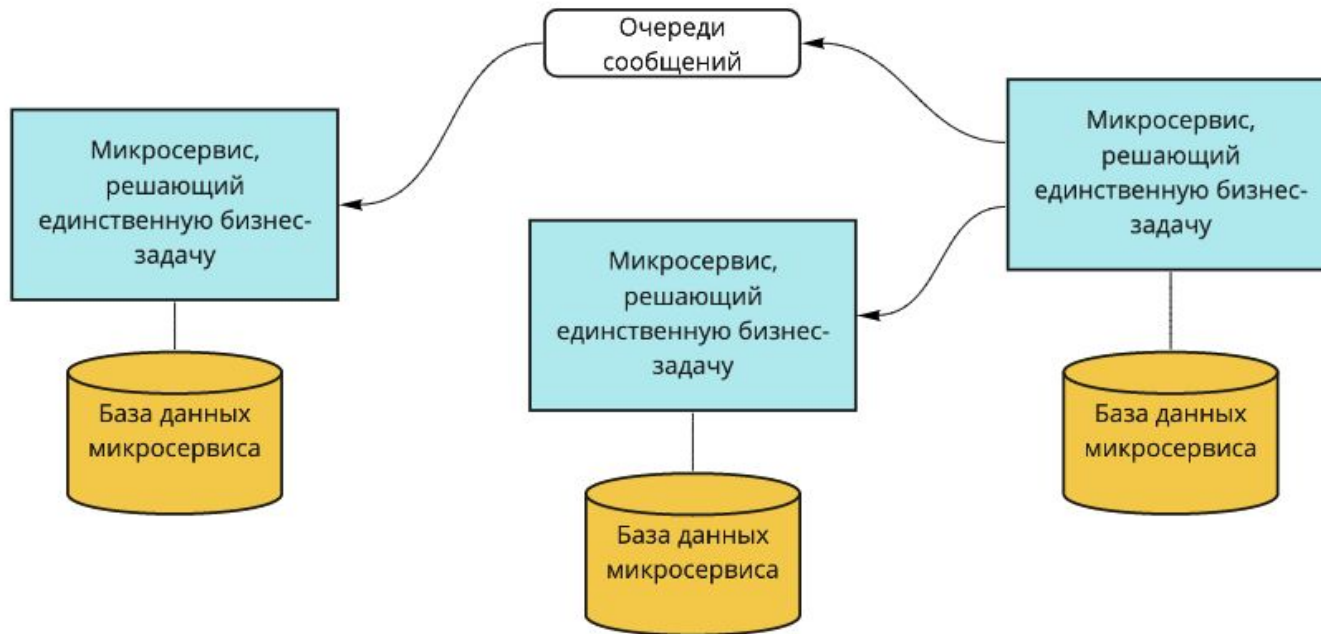 Очереди
сообщений
Микросервис,
решающий
единственную бизнес-
задачу
База данных
микросервиса
Микросервис,
решающий
единственную бизнес-
задачу
База данных
микросервиса
Микросервис,
решающий
единственную бизнес-
задачу
База данных
микросервиса